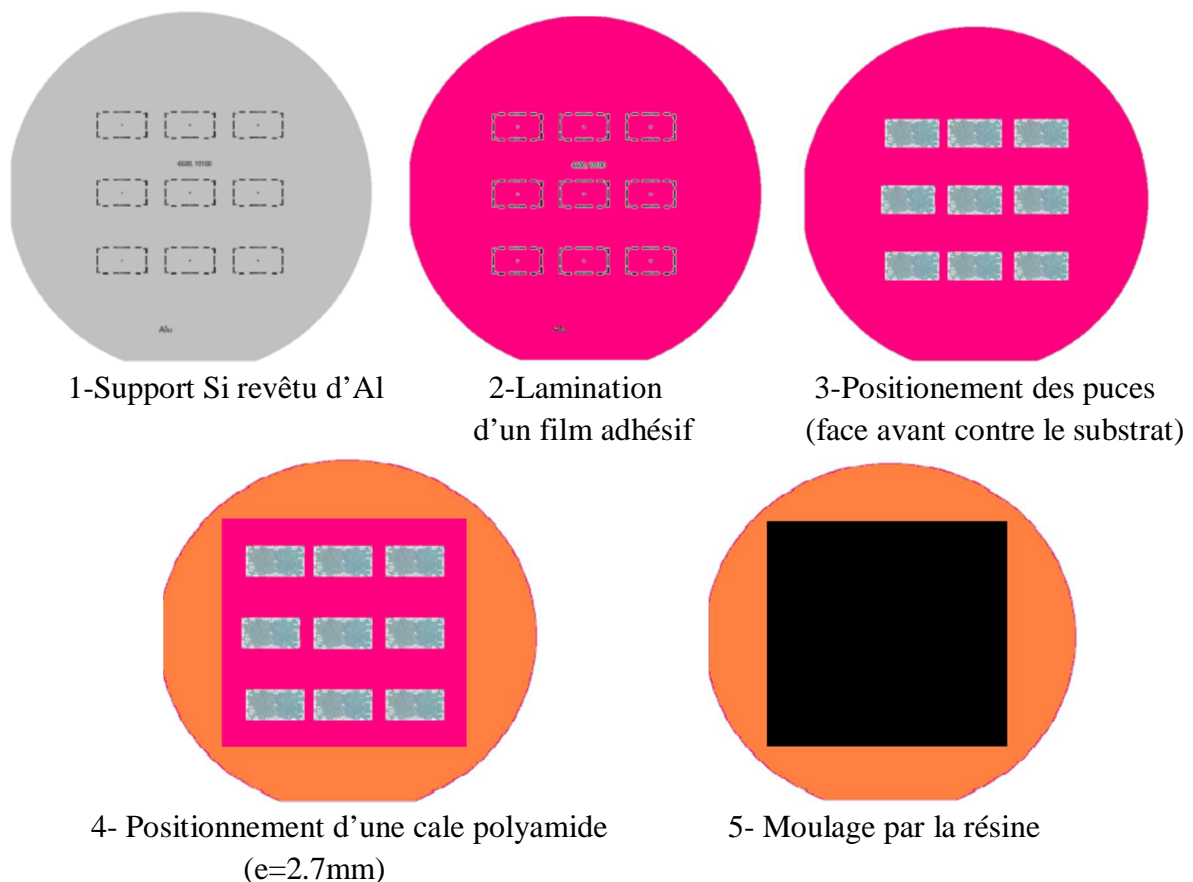 -6600, 10100
Alu
1-Support Si revêtu d'Al
2-Lamination
d'un film adhésif
3-Positionement des puces
(face avant contre le substrat)
4- Positionnement d'une cale polyamide
(e=2.7mm)
5- Moulage par la résine